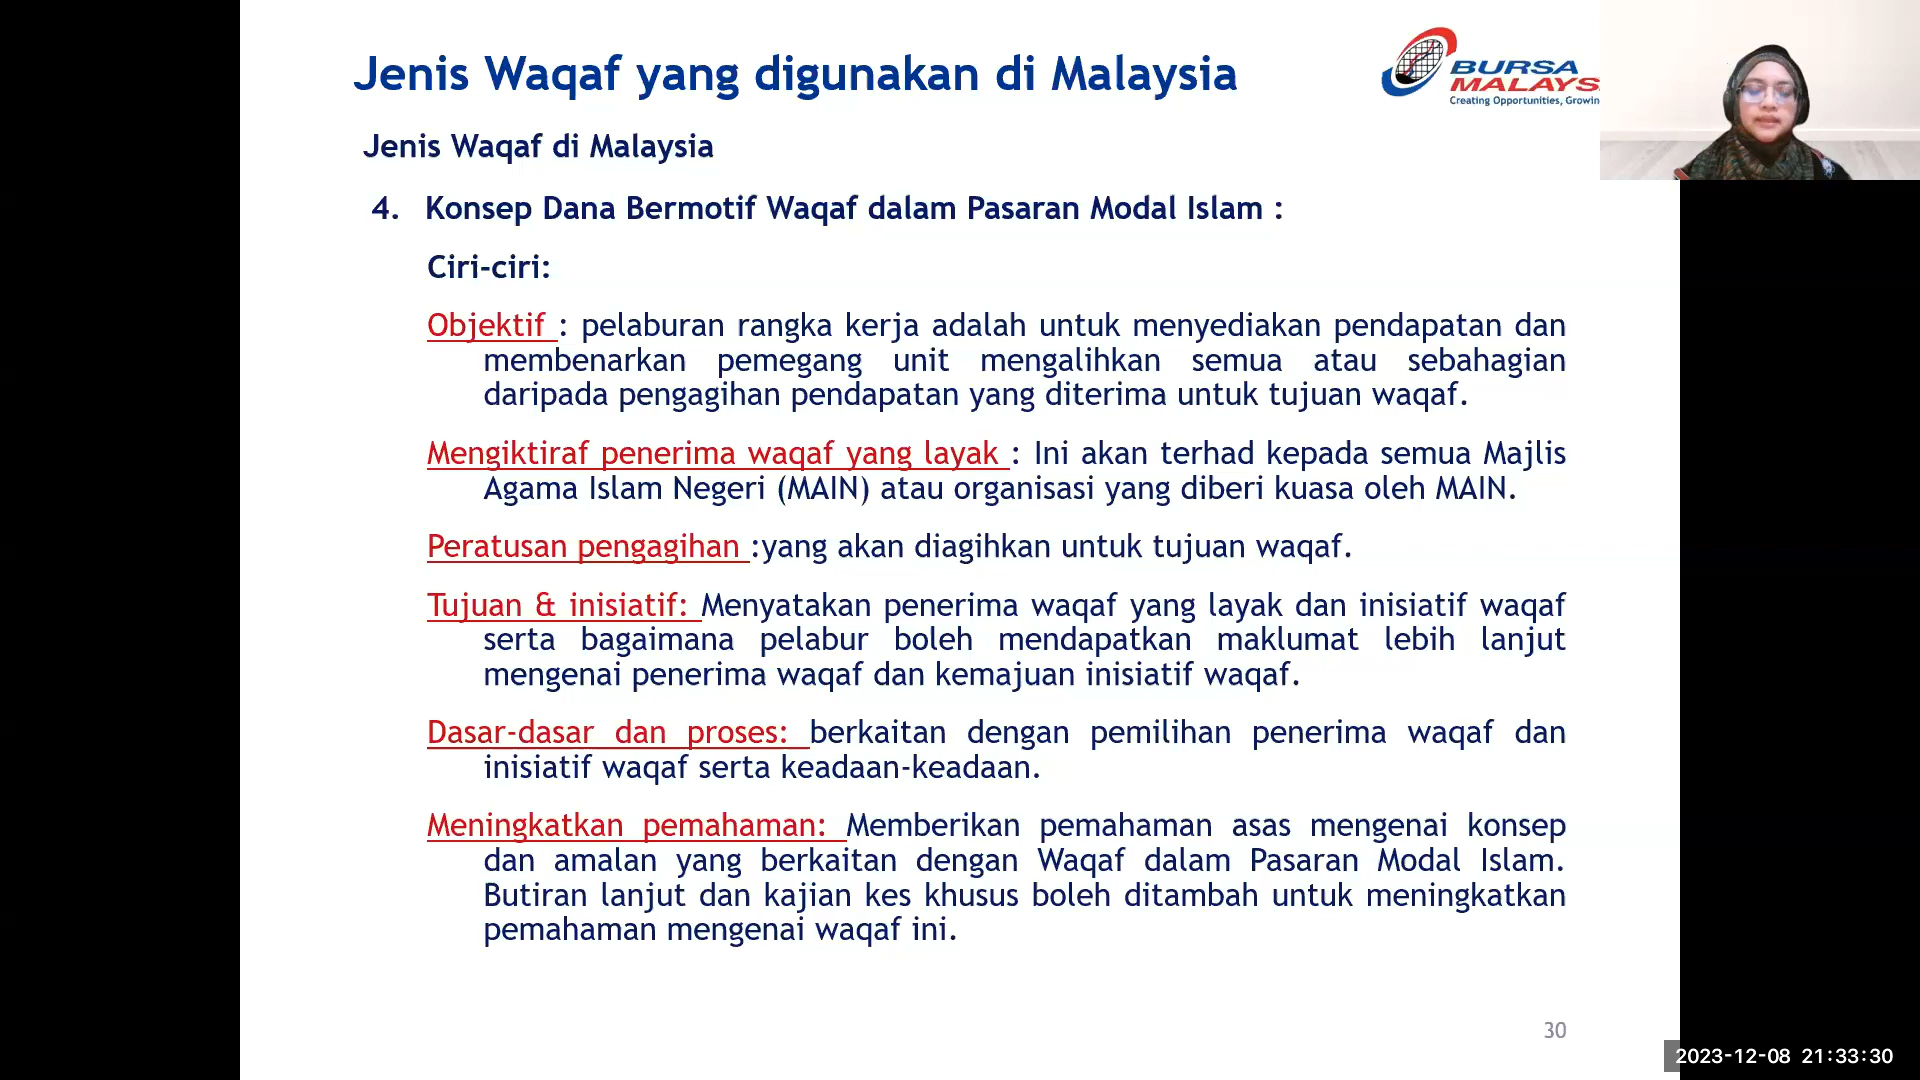 Jenis Waqaf yang digunakan di Malaysia
BURSA
MALAYS
Creating Opportunities, Growin
Jenis Waqaf di Malaysia
4. Konsep Dana Bermotif Waqaf dalam Pasaran Modal Islam :
Ciri-ciri:
Objektif : pelaburan rangka kerja adalah untuk menyediakan pendapatan dan
membenarkan pemegang unit mengalihkan semua atau sebahagian
daripada pengagihan pendapatan yang diterima untuk tujuan waqaf.
Mengiktiraf penerima waqaf yang layak : Ini akan terhad kepada semua Majlis
Agama Islam Negeri (MAIN) atau organisasi yang diberi kuasa oleh MAIN.
Peratusan pengagihan :yang akan diagihkan untuk tujuan waqaf.
Tujuan & inisiatif: Menyatakan penerima waqaf yang layak dan inisiatif waqaf
serta bagaimana pelabur boleh mendapatkan maklumat lebih lanjut
mengenai penerima waqaf dan kemajuan inisiatif waqaf.
Dasar-dasar dan proses: berkaitan dengan pemilihan penerima waqaf dan
inisiatif waqaf serta keadaan-keadaan.
Meningkatkan pemahaman: Memberikan pemahaman asas mengenai konsep
dan amalan yang berkaitan dengan Waqaf dalam Pasaran Modal Islam.
Butiran lanjut dan kajian kes khusus boleh ditambah untuk meningkatkan
pemahaman mengenai waqaf ini.
30
2023-12-08 21:33:30